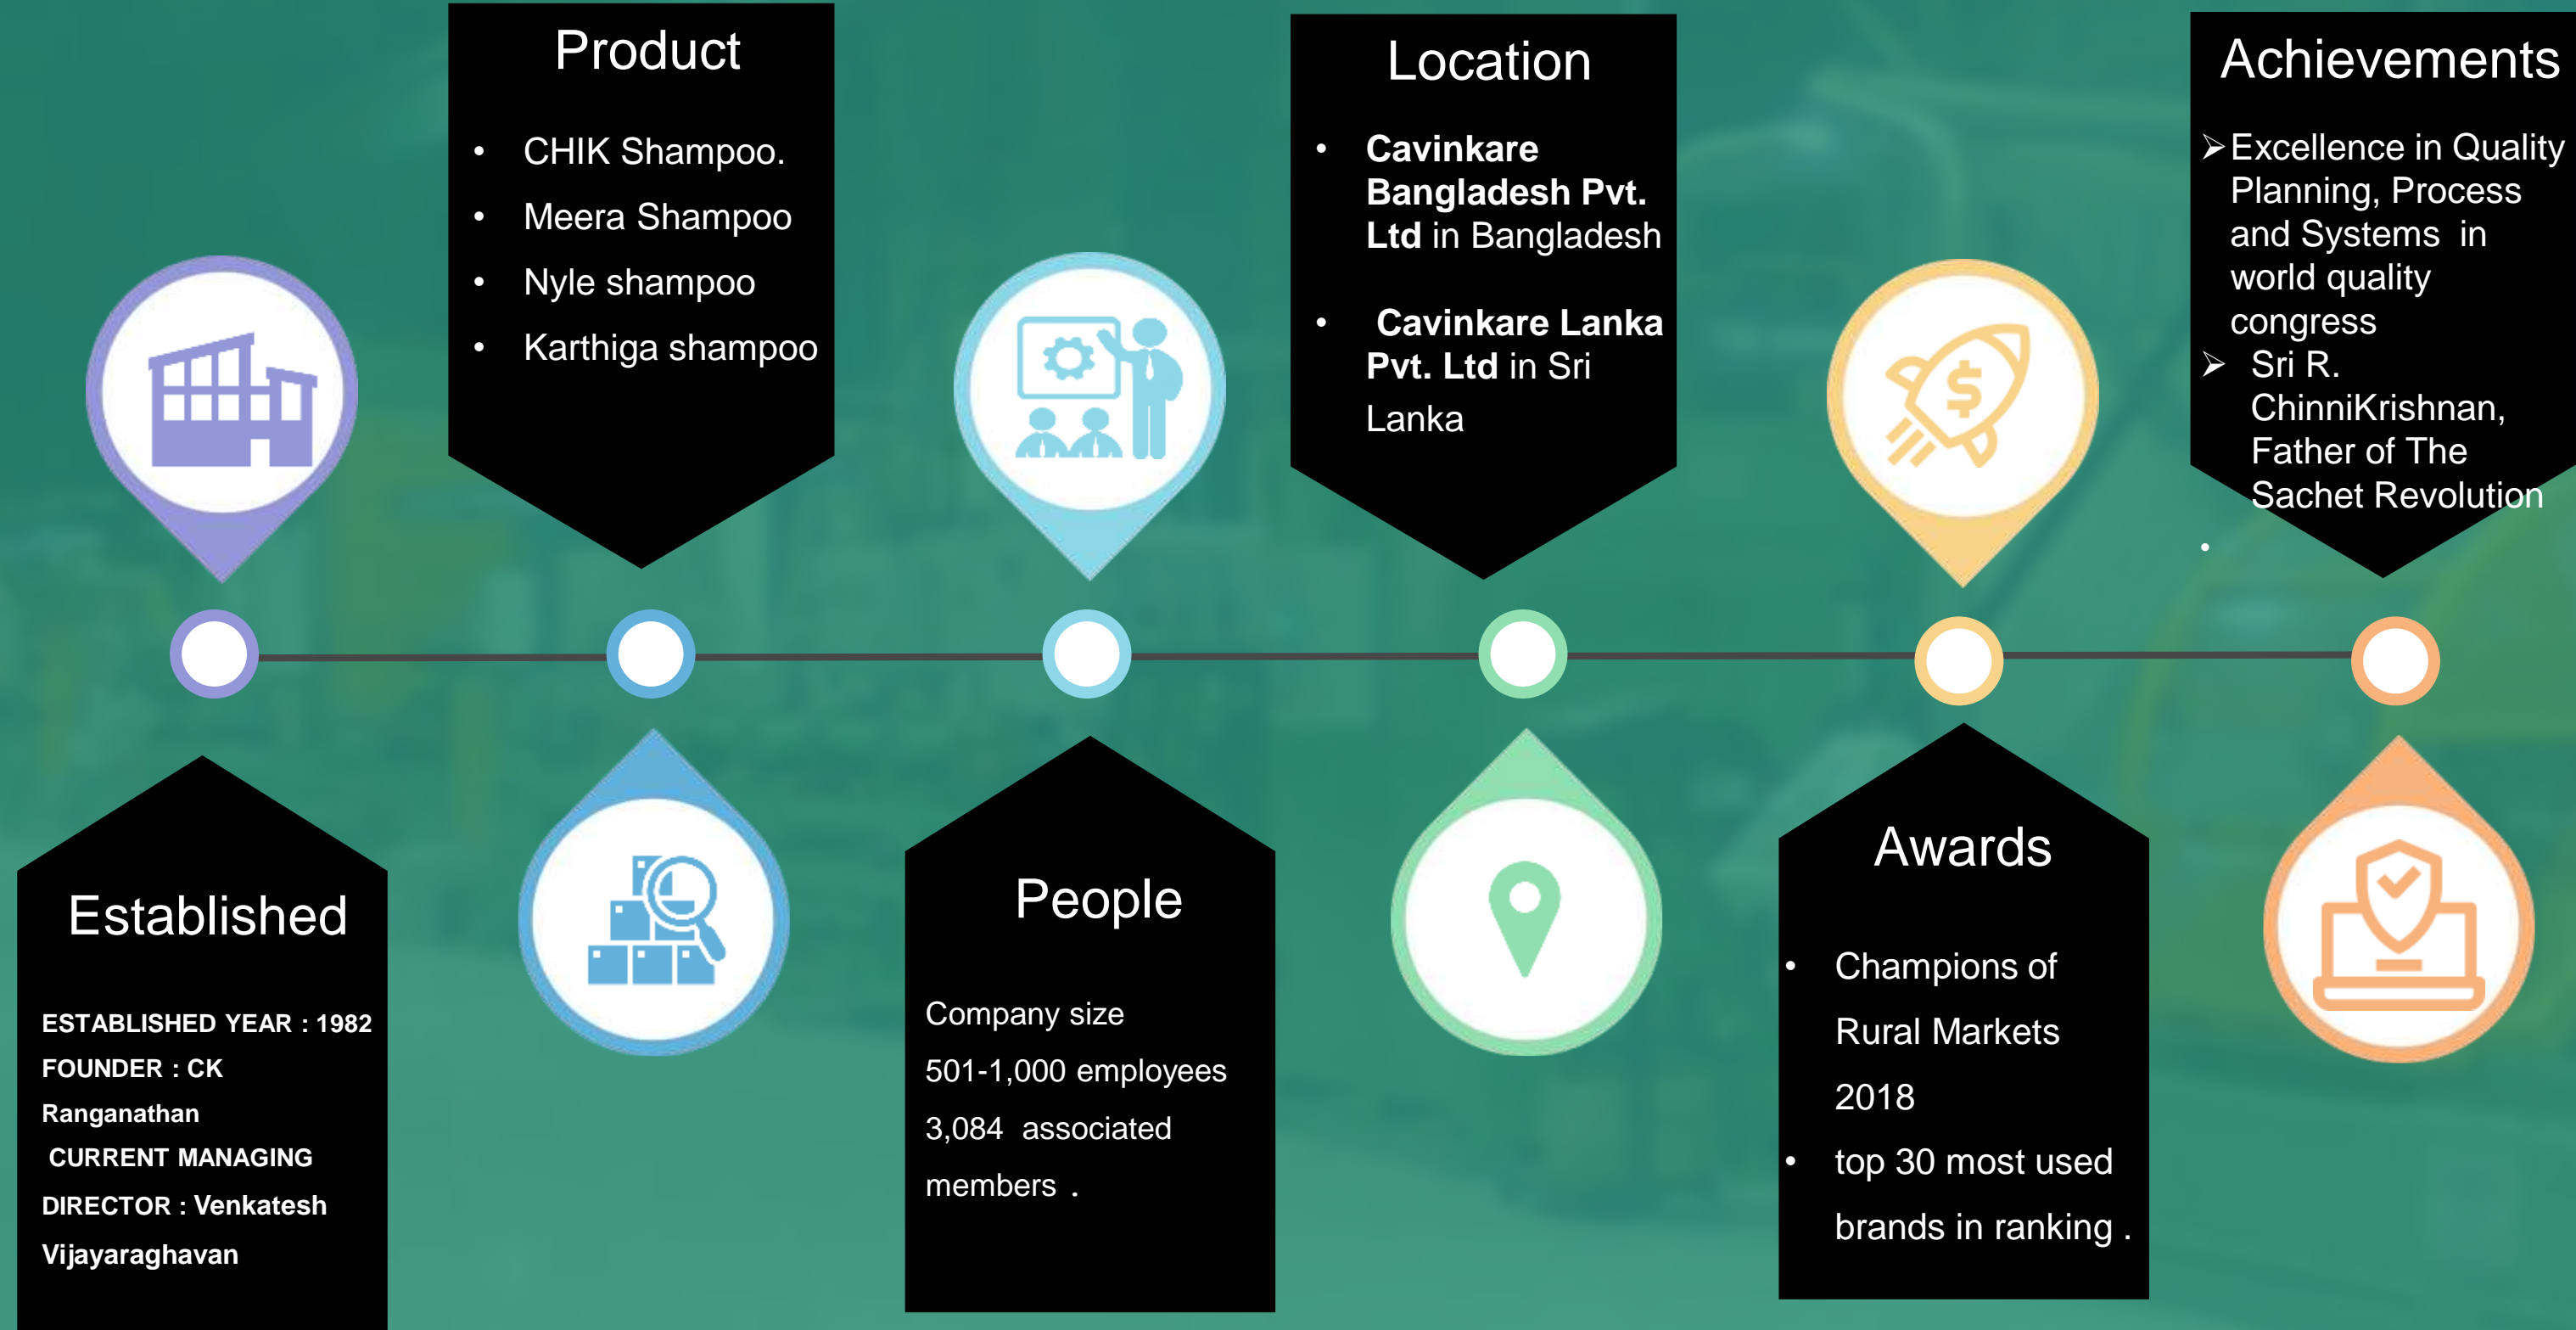 Product
• CHIK Shampoo.
• Meera Shampoo
• Nyle shampoo
• Karthiga shampoo
Location
• Cavinkare
Bangladesh Pvt.
Ltd in Bangladesh
• Cavinkare Lanka
Pvt. Ltd in Sri
Lanka
Achievements
➢ Excellence in Quality
Planning, Process
and Systems in
world quality
congress
➢ Sri R.
ChinniKrishnan,
Father of The
Sachet Revolution
•
$
Established
ESTABLISHED YEAR : 1982
FOUNDER : CK
Ranganathan
CURRENT MANAGING
DIRECTOR : Venkatesh
Vijayaraghavan
People
Company size
501-1,000 employees
3,084 associated
members .
Awards
• Champions of
Rural Markets
2018
• top 30 most used
brands in ranking .